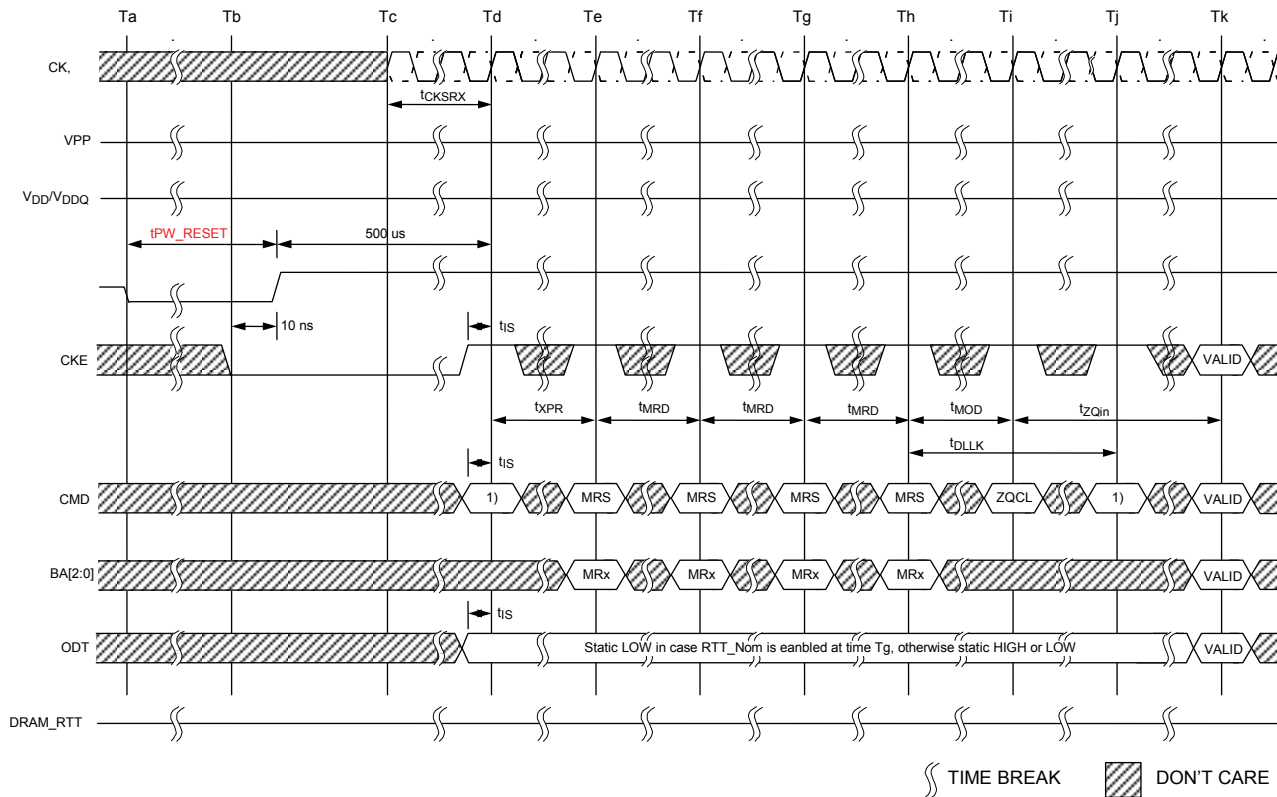 Ta Tb Tc Td Te Tf Tg Th Ti Tj Tk
CK,
tCKSRX
VPP
VDD/VDDQ
tPW_RESET 500 us
10 ns tIS
CKE VALID
tXPR tMRD tMRD tMRD tMOD tZQin
tDLLK
tIS
CMD 1) MRS MRS MRS MRS ZQCL 1) VALID
BA[2:0] MRx MRx MRx MRx VALID
tIS
ODT Static LOW in case RTT_Nom is eanbled at time Tg, otherwise static HIGH or LOW VALID
DRAM_RTT
TIME BREAK DON'T CARE